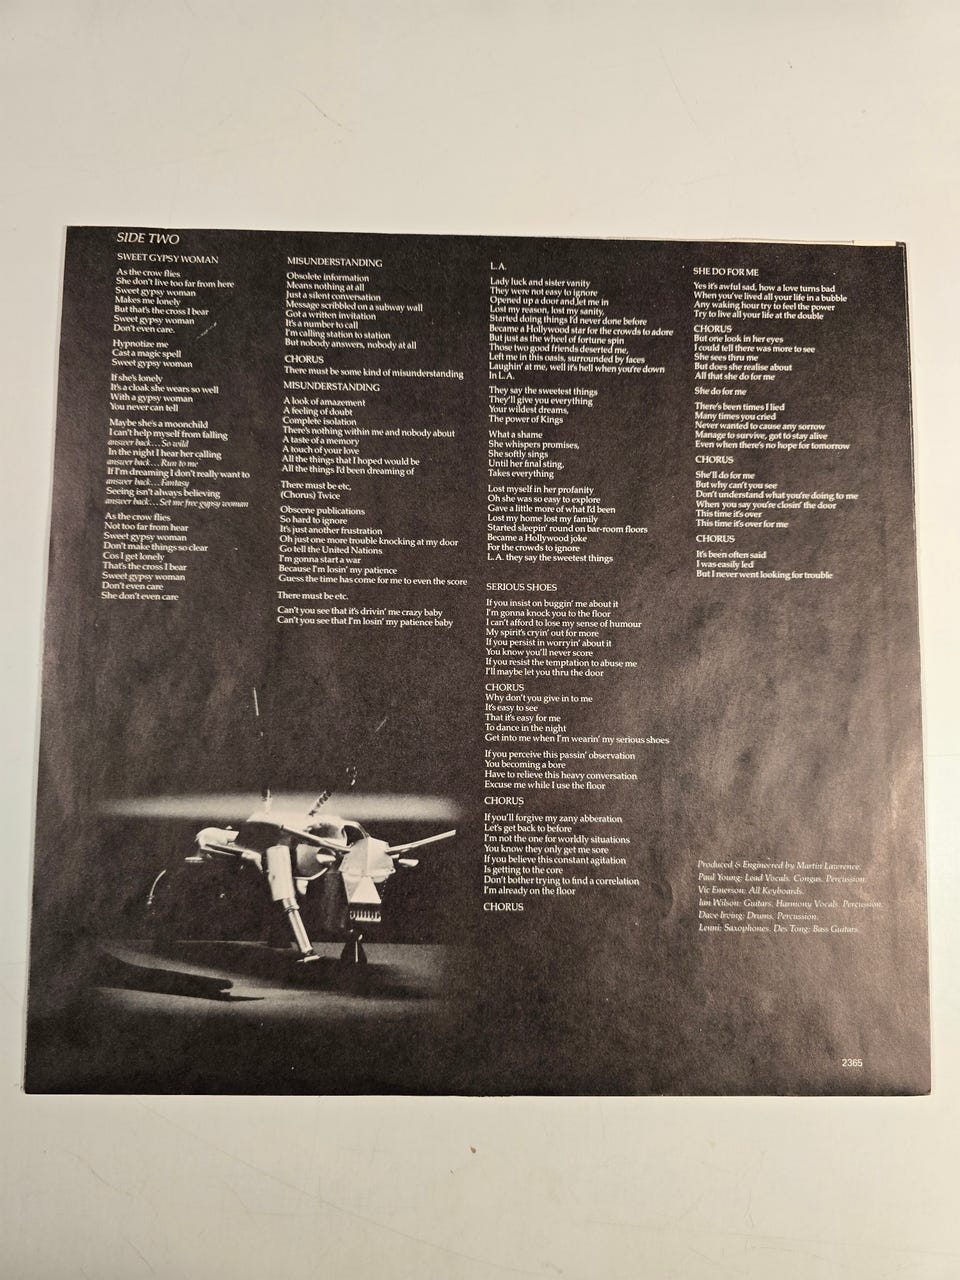 SIDE TWO
SWEET GYPSY WOMAN
As the crow flies
She don't live too far from here
Sweet gypsy woman
Makes me lonely
But that's the cross I bear
Sweet gypsy woman
Don't even care.
Hypnotize me
Cast a magic spell
Sweet gypsy woman
If she's lonely
It's a cloak she wears so well
With a gypsy woman
You never can tell
Maybe she's a moonchild
I can't help myself from falling
answer back... So wild
In the night I hear her calling
answer back... Run to me
If I'm dreaming I don't really want to
answer back... Fantasy
Seeing isn't always believing
answer back... Set me free gypsy woman
As the crow flies
Not too far from hear
Sweet gypsy woman
Don't make things so clear
Cos I get lonely
That's the cross I bear
Sweet gypsy woman
Don't even care
She don't even care
MISUNDERSTANDING
Obsolete information
Means nothing at all
Just a silent conversation
Message scribbled on a subway wall
Got a written invitation
It's a number to call
I'm calling station to station
But nobody answers, nobody at all
CHORUS
There must be some kind of misunderstanding
MISUNDERSTANDING
A look of amazement
A feeling of doubt
Complete isolation
There's nothing within me and nobody about
A taste of a memory
A touch of your love
All the things that I hoped would be
All the things I'd been dreaming of
There must be etc,
(Chorus) Twice
Obscene publications
So hard to ignore
It's just another frustration
Oh just one more trouble knocking at my door
Go tell the United Nations
I'm gonna start a war
Because I'm losin' my patience
Guess the time has come for me to even the score
There must be etc.
Can't you see that it's drivin' me crazy baby
Can't you see that I'm losin' my patience baby
L.A.
Lady luck and sister vanity
They were not easy to ignore
Opened up a door and let me in
Lost my reason, lost my sanity,
Started doing things I'd never done before
Became a Hollywood star for the crowds to adore
But just as the wheel of fortune spin
Those two good friends deserted me,
Left me in this oasis, surrounded by faces
Laughin' at me, well it's hell when you're down
In L.A.
They say the sweetest things
They'll give you everything
Your wildest dreams,
The power of Kings
What a shame
She whispers promises,
She softly sings
Until her final sting,
Takes everything
Lost myself in her profanity
Oh she was so easy to explore
Gave a little more of what I'd been
Lost my home lost my family
Started sleepin' round on bar-room floors
Became a Hollywood joke
For the crowds to ignore
L.A. they say the sweetest things
SERIOUS SHOES
If you insist on buggin' me about it
I'm gonna knock you to the floor
I can't afford to lose my sense of humour
My spirit's cryin' out for more
If you persist in worryin' about it
You know you'll never score
If you resist the temptation to abuse me
I'll maybe let you thru the door
CHORUS
Why don't you give in to me
It's easy to see
That it's easy for me
To dance in the night
Get into me when I'm wearin' my serious shoes
If you perceive this passin' observation
You becoming a bore
Have to relieve this heavy conversation
Excuse me while I use the floor
CHORUS
If you'll forgive my zany abberation
Let's get back to before
I'm not the one for worldly situations
You know they only get me sore
If you believe this constant agitation
Is getting to the core
Don't bother trying to find a correlation
I'm already on the floor
CHORUS
SHE DO FOR ME
Yes it's awful sad, how a love turns bad
When you've lived all your life in a bubble
Any waking hour try to feel the power
Try to live all your life at the double
CHORUS
But one look in her eyes
I could tell there was more to see
She sees thru me
But does she realise about
All that she do for me
She do for me
There's been times I lied
Many times you cried
Never wanted to cause any sorrow
Manage to survive, got to stay alive
Even when there's no hope for tomorrow
CHORUS
She'll do for me
But why can't you see
Don't understand what you're doing to me
When you say you're closin' the door
This time it's over
This time it's over for me
CHORUS
It's been often said
I was easily led
But I never went looking for trouble
Produced & Engineered by Martin Lawrence.
Paul Young: Lead Vocals. Congas. Percussion.
Vic Emerson: All Keyboards.
Ian Wilson: Guitars. Harmony Vocals. Percussion.
Dave Irving: Drums. Percussion.
Lenni: Saxophones. Des Tong: Bass Guitars.
2365